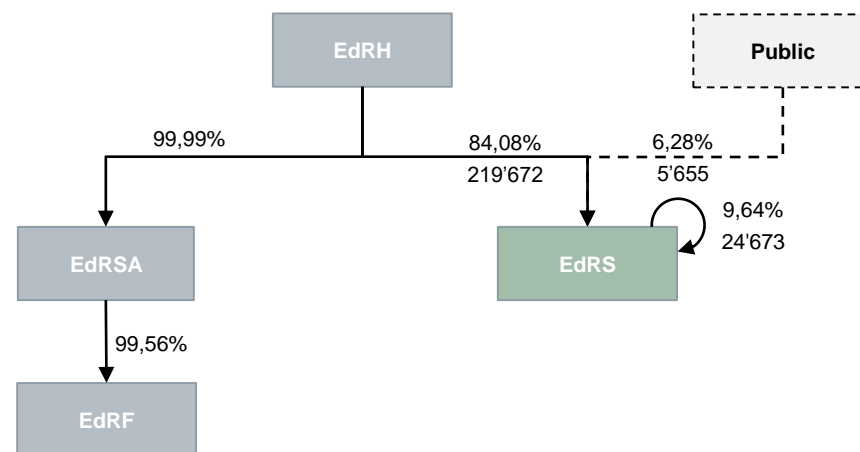 EdRH
Public
99,99%
84,08%
219’672
6,28%
5’655
9,64%
24'673
EdRSA
EdRS
99,56%
EdRF